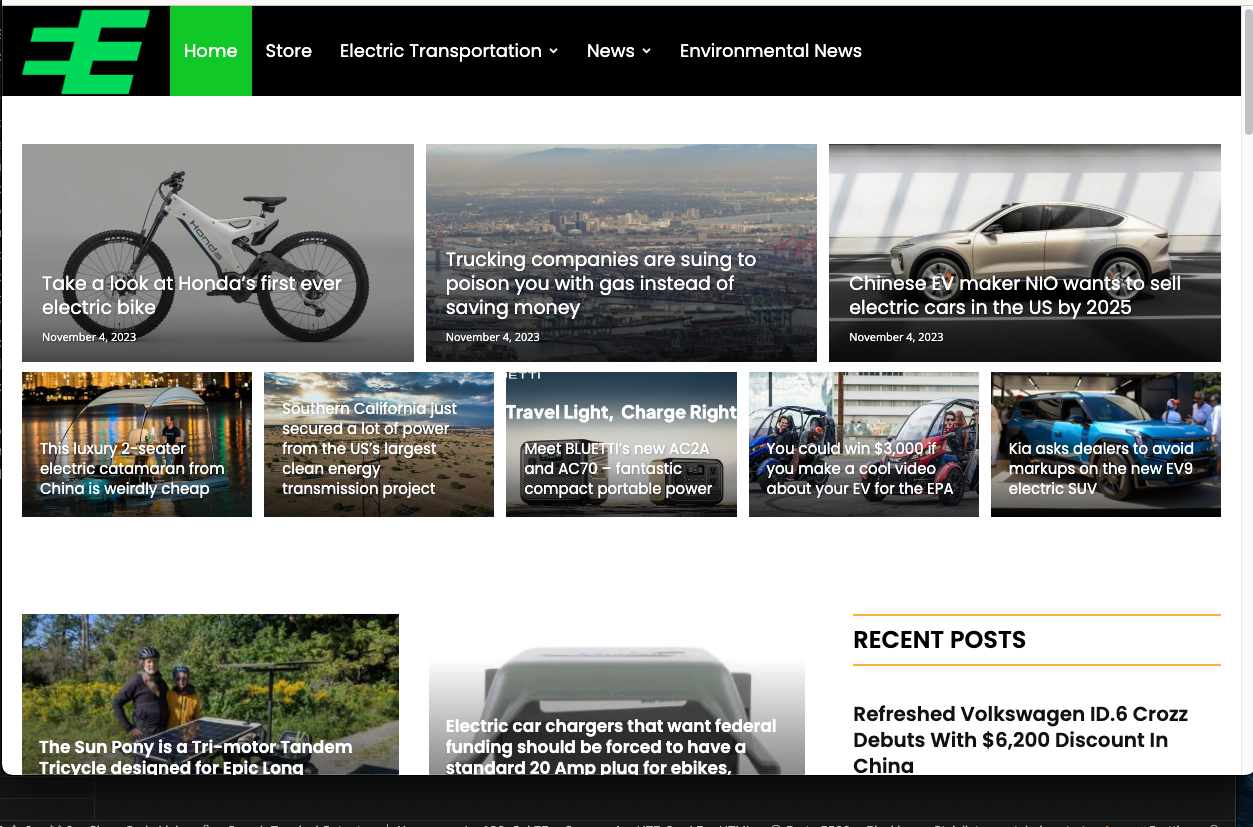 Home Store Electric Transportation News Environmental News
Take a look at Honda's first ever
electric bike
November 4, 2023
Trucking companies are suing to
poison you with gas instead of
saving money
November 4, 2023
Chinese EV maker NIO wants to sell
electric cars in the US by 2025
November 4, 2023
Honda
MAXXIS
MAXXIS
This luxury 2-seater
electric catamaran from
China is weirdly cheap
Southern California just
secured a lot of power
from the US's largest
clean energy
transmission project
Travel Light, Charge Right
Meet BLUETTI's new AC2A
and AC70 – fantastic
compact portable power
You could win $3,000 if
you make a cool video
about your EV for the EPA
Kia asks dealers to avoid
markups on the new EV9
electric SUV
The Sun Pony is a Tri-motor Tandem
Tricycle designed for Epic Long
Electric car chargers that want federal
funding should be forced to have a
standard 20 Amp plug for ebikes,
RECENT POSTS
Refreshed Volkswagen ID.6 Crozz
Debuts With $6,200 Discount In
China